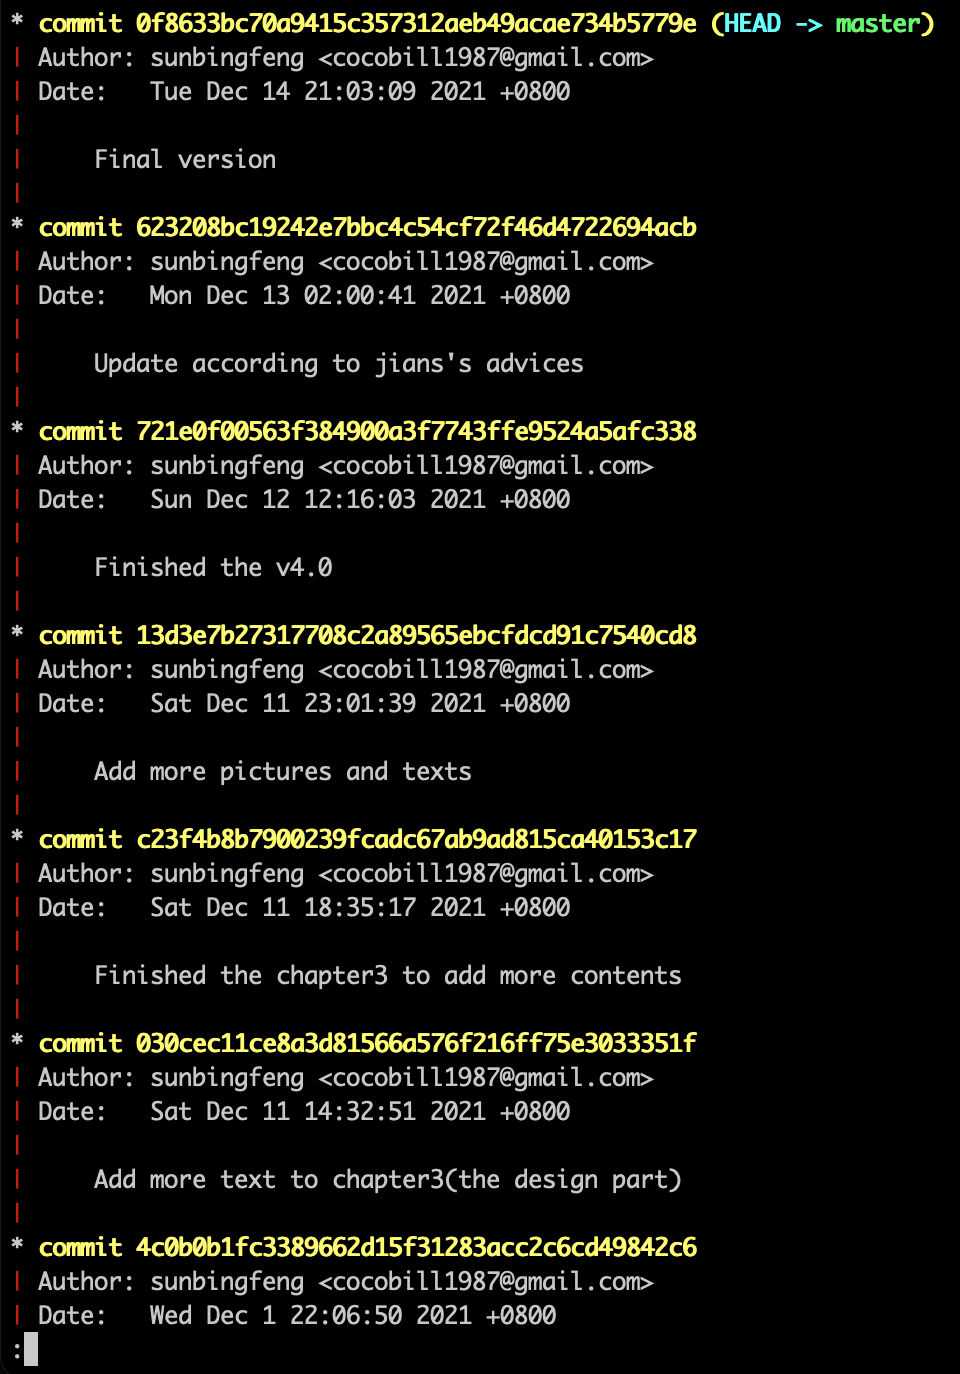 * commit 0f8633bc70a9415c357312aeb49acae734b5779e (HEAD -> master)
| Author: sunbingfeng <cocobill1987@gmail.com>
| Date:   Tue Dec 14 21:03:09 2021 +0800
|
|     Final version
|
* commit 623208bc19242e7bbc4c54cf72f46d4722694acb
| Author: sunbingfeng <cocobill1987@gmail.com>
| Date:   Mon Dec 13 02:00:41 2021 +0800
|
|     Update according to jians's advices
|
* commit 721e0f00563f384900a3f7743ffe9524a5afc338
| Author: sunbingfeng <cocobill1987@gmail.com>
| Date:   Sun Dec 12 12:16:03 2021 +0800
|
|     Finished the v4.0
|
* commit 13d3e7b27317708c2a89565ebcfdcd91c7540cd8
| Author: sunbingfeng <cocobill1987@gmail.com>
| Date:   Sat Dec 11 23:01:39 2021 +0800
|
|     Add more pictures and texts
|
* commit c23f4b8b7900239fcadc67ab9ad815ca40153c17
| Author: sunbingfeng <cocobill1987@gmail.com>
| Date:   Sat Dec 11 18:35:17 2021 +0800
|
|     Finished the chapter3 to add more contents
|
* commit 030cec11ce8a3d81566a576f216ff75e3033351f
| Author: sunbingfeng <cocobill1987@gmail.com>
| Date:   Sat Dec 11 14:32:51 2021 +0800
|
|     Add more text to chapter3(the design part)
|
* commit 4c0b0b1fc3389662d15f31283acc2c6cd49842c6
| Author: sunbingfeng <cocobill1987@gmail.com>
| Date:   Wed Dec 1 22:06:50 2021 +0800
: